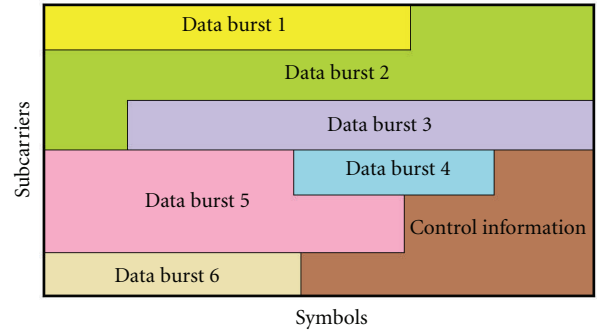 Data burst 1
Data burst 2
Data burst 3
Data burst 4
Data burst 5
Control information
Data burst 6
Subcarriers
Symbols